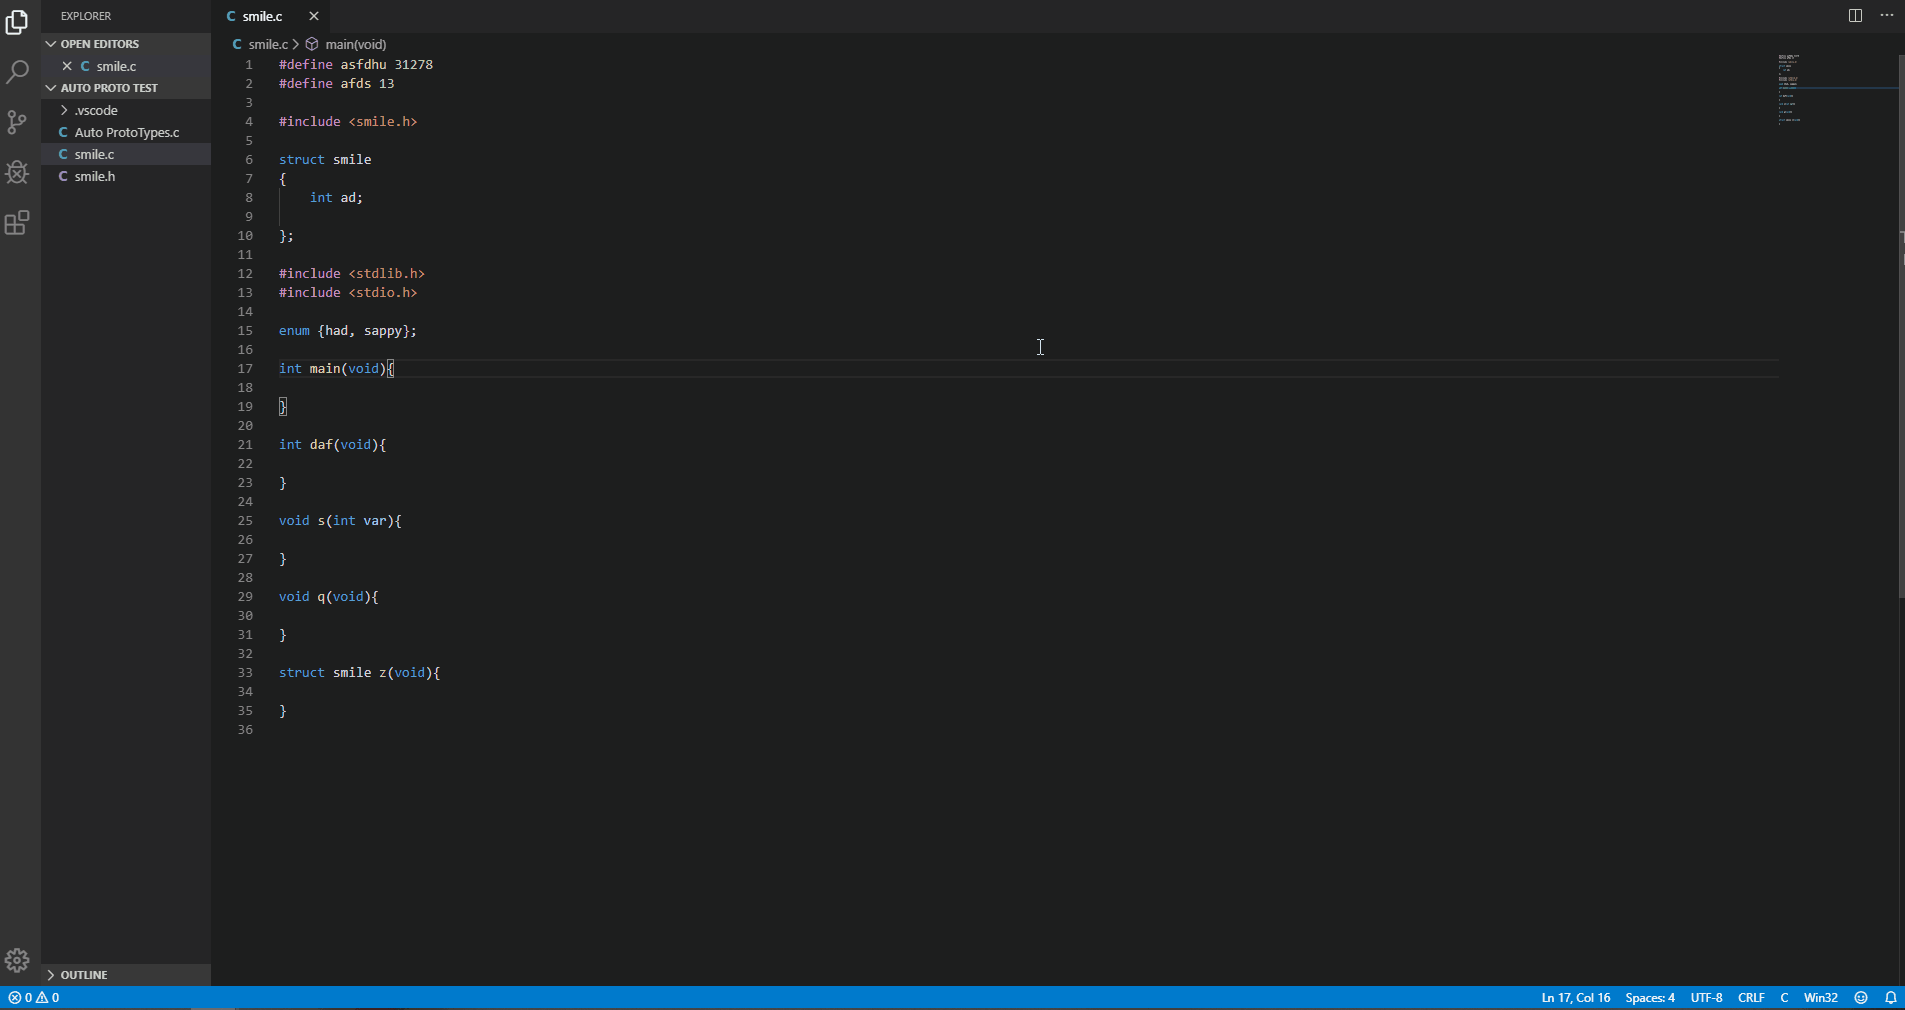 EXPLORER
OPEN EDITORS
C smile.c
AUTO PROTO TEST
.vscode
C Auto ProtoTypes.c
C smile.c
C smile.h
OUTLINE
C smile.c
C smile.c > main(void)
1 #define asfdhu 31278
2 #define afds 13
3
4 #include <smile.h>
5
6 struct smile
7 {
8 int ad;
9
10 };
11
12 #include <stdlib.h>
13 #include <stdio.h>
14
15 enum {had, sappy};
16
17 int main(void){
18
19 }
20
21 int daf(void){
22
23 }
24
25 void s(int var){
26
27 }
28
29 void q(void){
30
31 }
32
33 struct smile z(void){
34
35 }
36
0 0 Ln 17, Col 16 Spaces: 4 UTF-8 CRLF C Win32